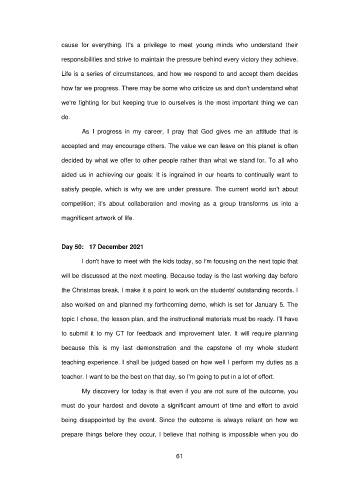 cause for everything. It's a privilege to meet young minds who understand their
responsibilities and strive to maintain the pressure behind every victory they achieve.
Life is a series of circumstances, and how we respond to and accept them decides
how far we progress. There may be some who criticize us and don't understand what
we're fighting for but keeping true to ourselves is the most important thing we can
do.
As I progress in my career, I pray that God gives me an attitude that is
accepted and may encourage others. The value we can leave on this planet is often
decided by what we offer to other people rather than what we stand for. To all who
aided us in achieving our goals: It is ingrained in our hearts to continually want to
satisfy people, which is why we are under pressure. The current world isn't about
competition; it's about collaboration and moving as a group transforms us into a
magnificent artwork of life.
Day 50: 17 December 2021
I don't have to meet with the kids today, so I'm focusing on the next topic that
will be discussed at the next meeting. Because today is the last working day before
the Christmas break, I make it a point to work on the students' outstanding records. I
also worked on and planned my forthcoming demo, which is set for January 5. The
topic I chose, the lesson plan, and the instructional materials must be ready. I'll have
to submit it to my CT for feedback and improvement later. It will require planning
because this is my last demonstration and the capstone of my whole student
teaching experience. I shall be judged based on how well I perform my duties as a
teacher. I want to be the best on that day, so I'm going to put in a lot of effort.
My discovery for today is that even if you are not sure of the outcome, you
must do your hardest and devote a significant amount of time and effort to avoid
being disappointed by the event. Since the outcome is always reliant on how we
prepare things before they occur, I believe that nothing is impossible when you do
61